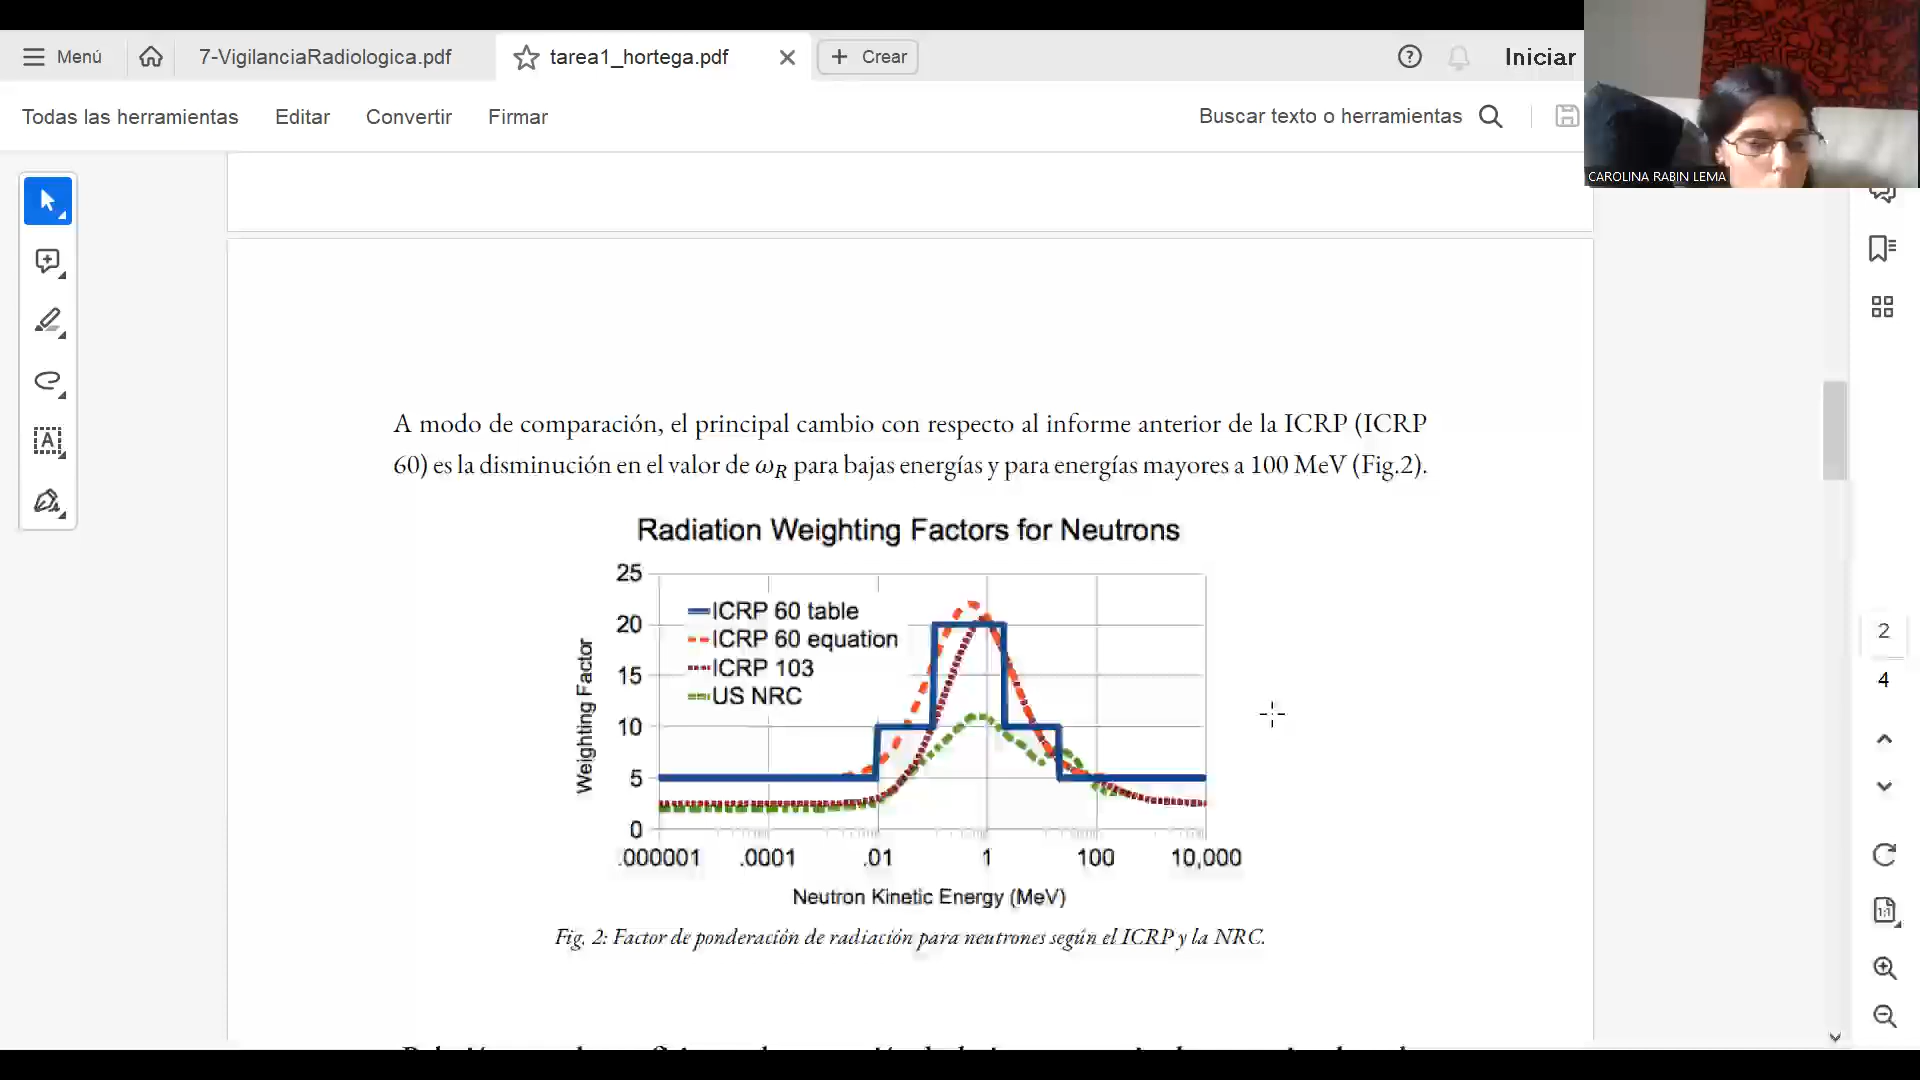 Menú
7-VigilanciaRadiologica.pdf
tarea1_hortega.pdf
Crear
Iniciar
Todas las herramientas
Editar
Convertir
Firmar
Buscar texto o herramientas
CAROLINA RABIN LEMA
A modo de comparación, el principal cambio con respecto al informe anterior de la ICRP (ICRP
60) es la disminución en el valor de ωR para bajas energías y para energías mayores a 100 MeV (Fig.2).
Radiation Weighting Factors for Neutrons
25
20
15
10
5
0
Weighting Factor
ICRP 60 table
ICRP 60 equation
ICRP 103
US NRC
.000001
.0001
.01
1
100
10,000
Neutron Kinetic Energy (MeV)
Fig. 2: Factor de ponderación de radiación para neutrones según el ICRP y la NRC.
2
4
1:1